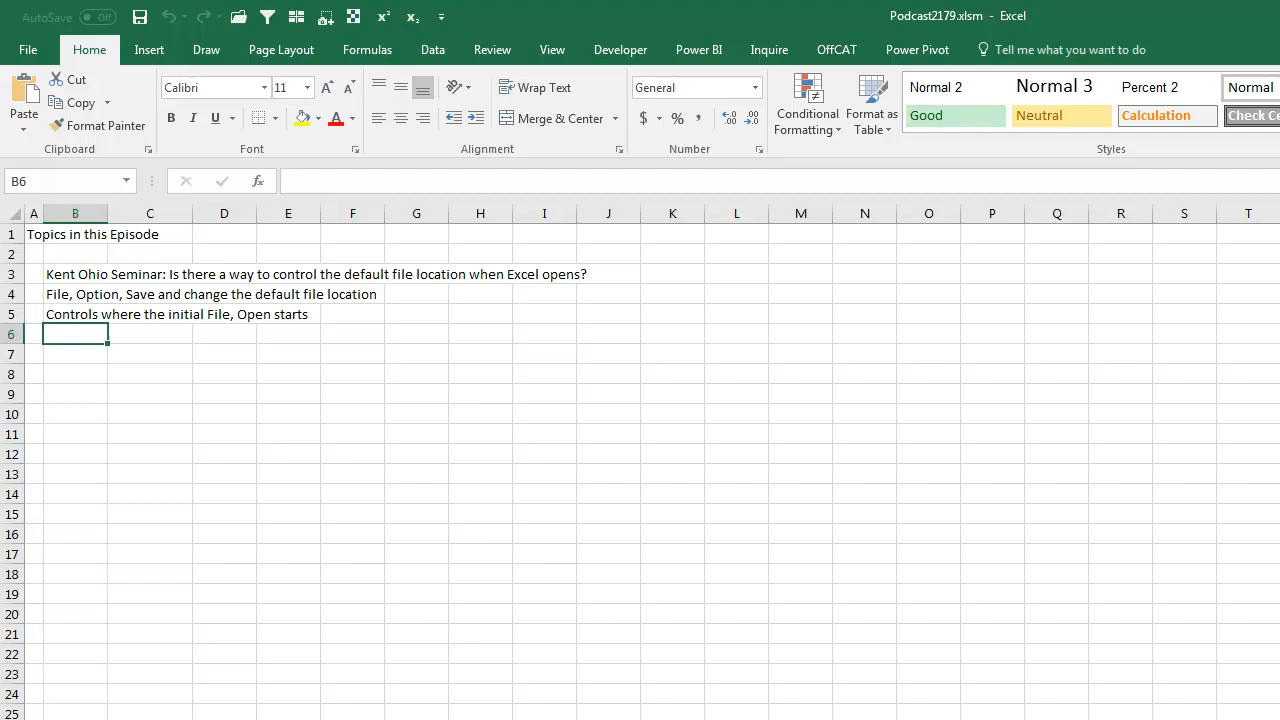 AutoSave Off
Podcast2179.xlsm - Excel
File Home Insert Draw Page Layout Formulas Data Review View Developer Power BI Inquire OffCAT Power Pivot Tell me what you want to do
Paste
Cut
Copy
Format Painter
Clipboard
Calibri 11
B I U
Font
Wrap Text
Merge & Center
Alignment
General
$ % ,
Number
Conditional Formatting
Format as Table
Normal 2 Normal 3 Percent 2 Normal
Good Neutral Calculation Check Ce
Styles
B6
fx
A B C D E F G H I J K L M N O P Q R S T
1 Topics in this Episode
2
3 Kent Ohio Seminar: Is there a way to control the default file location when Excel opens?
4 File, Option, Save and change the default file location
5 Controls where the initial File, Open starts
6
7
8
9
10
11
12
13
14
15
16
17
18
19
20
21
22
23
24
25